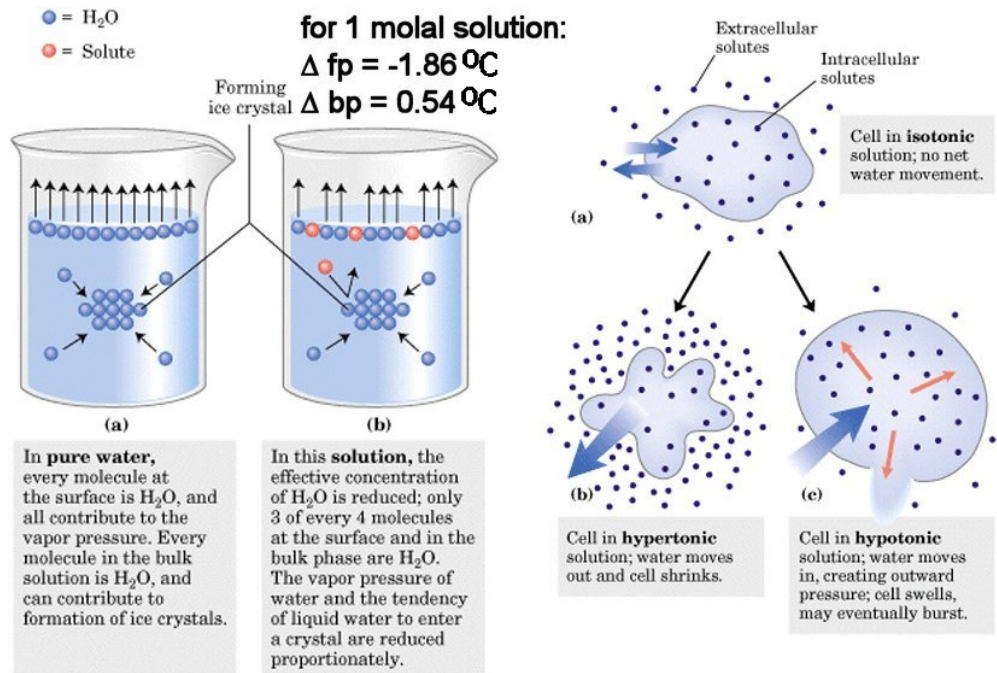 = H₂O
= Solute
for 1 molal solution:
Δ fp = -1.86 ⁰C
Δ bp = 0.54 ⁰C
Forming
ice crystal
(a)
(b)
In pure water,
every molecule at
the surface is H₂O, and
all contribute to the
vapor pressure. Every
molecule in the bulk
solution is H₂O, and
can contribute to
formation of ice crystals.
In this solution, the
effective concentration
of H₂O is reduced; only
3 of every 4 molecules
at the surface and in the
bulk phase are H₂O.
The vapor pressure of
water and the tendency
of liquid water to enter
a crystal are reduced
proportionately.
Extracellular
solutes
Intracellular
solutes
Cell in isotonic
solution; no net
water movement.
(a)
(b)
(c)
Cell in hypertonic
solution; water moves
out and cell shrinks.
Cell in hypotonic
solution; water moves
in, creating outward
pressure; cell swells,
may eventually burst.